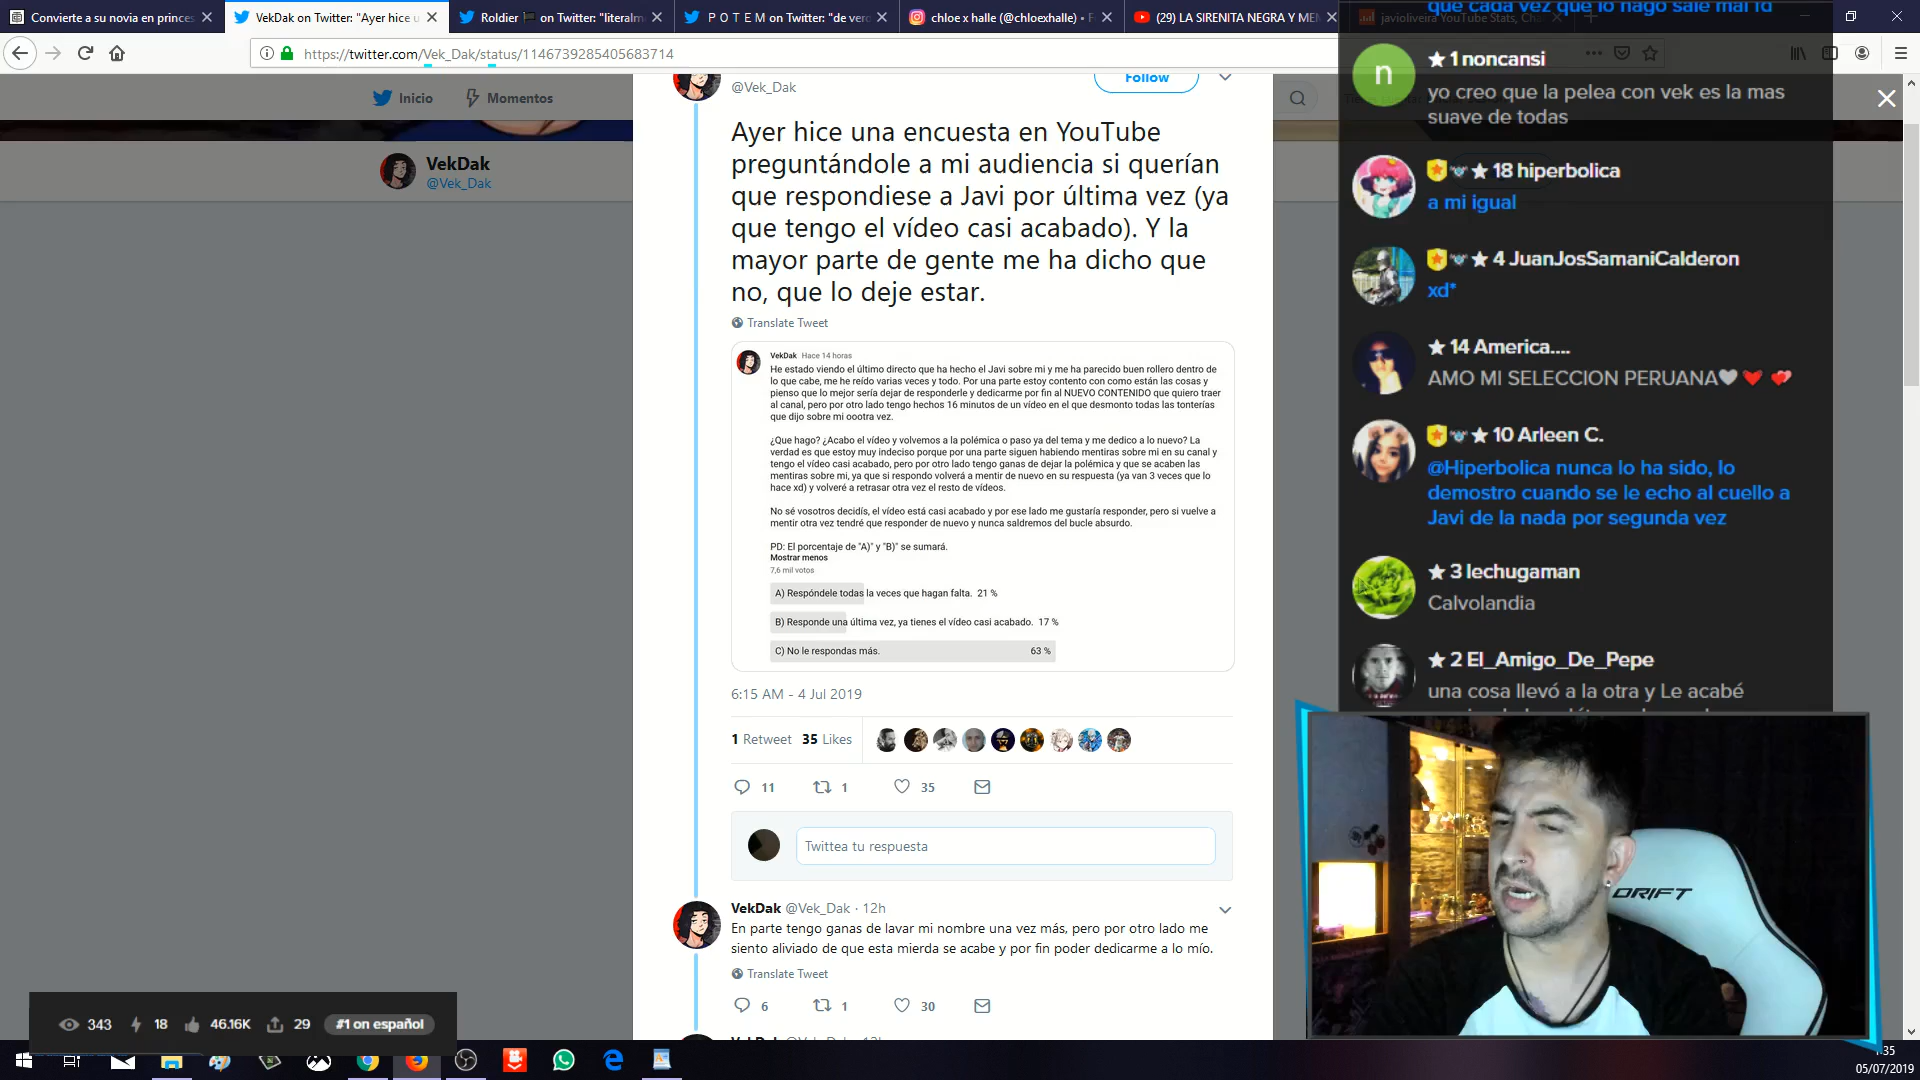 Convierte a su novia en princes
VekDak on Twitter: "Ayer hice u
Roldier 🏴 on Twitter: "literalm
P O T E M on Twitter: "de vero
chloe x halle (@chloexhalle) •
(29) LA SIRENITA NEGRA Y MEN
javioliveira YouTube Stats, Cha
https://twitter.com/Vek_Dak/status/1146739285405683714
Inicio
Momentos
VekDak
@Vek_Dak
@Vek_Dak
Follow
Ayer hice una encuesta en YouTube
preguntándole a mi audiencia si querían
que respondiese a Javi por última vez (ya
que tengo el vídeo casi acabado). Y la
mayor parte de gente me ha dicho que
no, que lo deje estar.
Translate Tweet
VekDak Hace 14 horas
He estado viendo el último directo que ha hecho el Javi sobre mi y me ha parecido buen rollero dentro de
lo que cabe, me he reído varias veces y todo. Por una parte estoy contento con como están las cosas y
pienso que lo mejor sería dejar de responderle y dedicarme por fin al NUEVO CONTENIDO que quiero traer
al canal, pero por otro lado tengo hechos 16 minutos de un vídeo en el que desmonto todas las tonterías
que dijo sobre mi ootra vez.
¿Que hago? ¿Acabo el vídeo y volvemos a la polémica o paso ya del tema y me dedico a lo nuevo? La
verdad es que estoy muy indeciso porque por una parte siguen habiendo mentiras sobre mi en su canal y
tengo el vídeo casi acabado, pero por otro lado tengo ganas de dejar la polémica y que se acaben las
mentiras sobre mi, ya que si respondo volverá a mentir de nuevo en su respuesta (ya van 3 veces que lo
hace xd) y volveré a retrasar otra vez el resto de vídeos.
No sé vosotros decidís, el vídeo está casi acabado y por ese lado me gustaría responder, pero si vuelve a
mentir otra vez tendré que responder de nuevo y nunca saldremos del bucle absurdo.
PD: El porcentaje de "A)" y "B)" se sumará.
Mostrar menos
7,6 mil votos
A) Respóndele todas la veces que hagan falta. 21 %
B) Responde una última vez, ya tienes el vídeo casi acabado. 17 %
C) No le respondas más. 63 %
6:15 AM - 4 Jul 2019
1 Retweet 35 Likes
11 1 35
Twittea tu respuesta
VekDak @Vek_Dak · 12h
En parte tengo ganas de lavar mi nombre una vez más, pero por otro lado me
siento aliviado de que esta mierda se acabe y por fin poder dedicarme a lo mío.
Translate Tweet
6 1 30
que cada vez que lo hago sale mal fd
n
1 noncansi
yo creo que la pelea con vek es la mas
suave de todas
18 hiperbolica
a mi igual
4 JuanJosSamaniCalderon
xd*
14 America....
AMO MI SELECCION PERUANA🤍❤️💕
10 Arleen C.
@Hiperbolica nunca lo ha sido, lo
demostro cuando se le echo al cuello a
Javi de la nada por segunda vez
3 lechugaman
Calvolandia
2 El_Amigo_De_Pepe
una cosa llevó a la otra y Le acabé
DRIFT
343 18 46.16K 29 #1 on español
05/07/2019